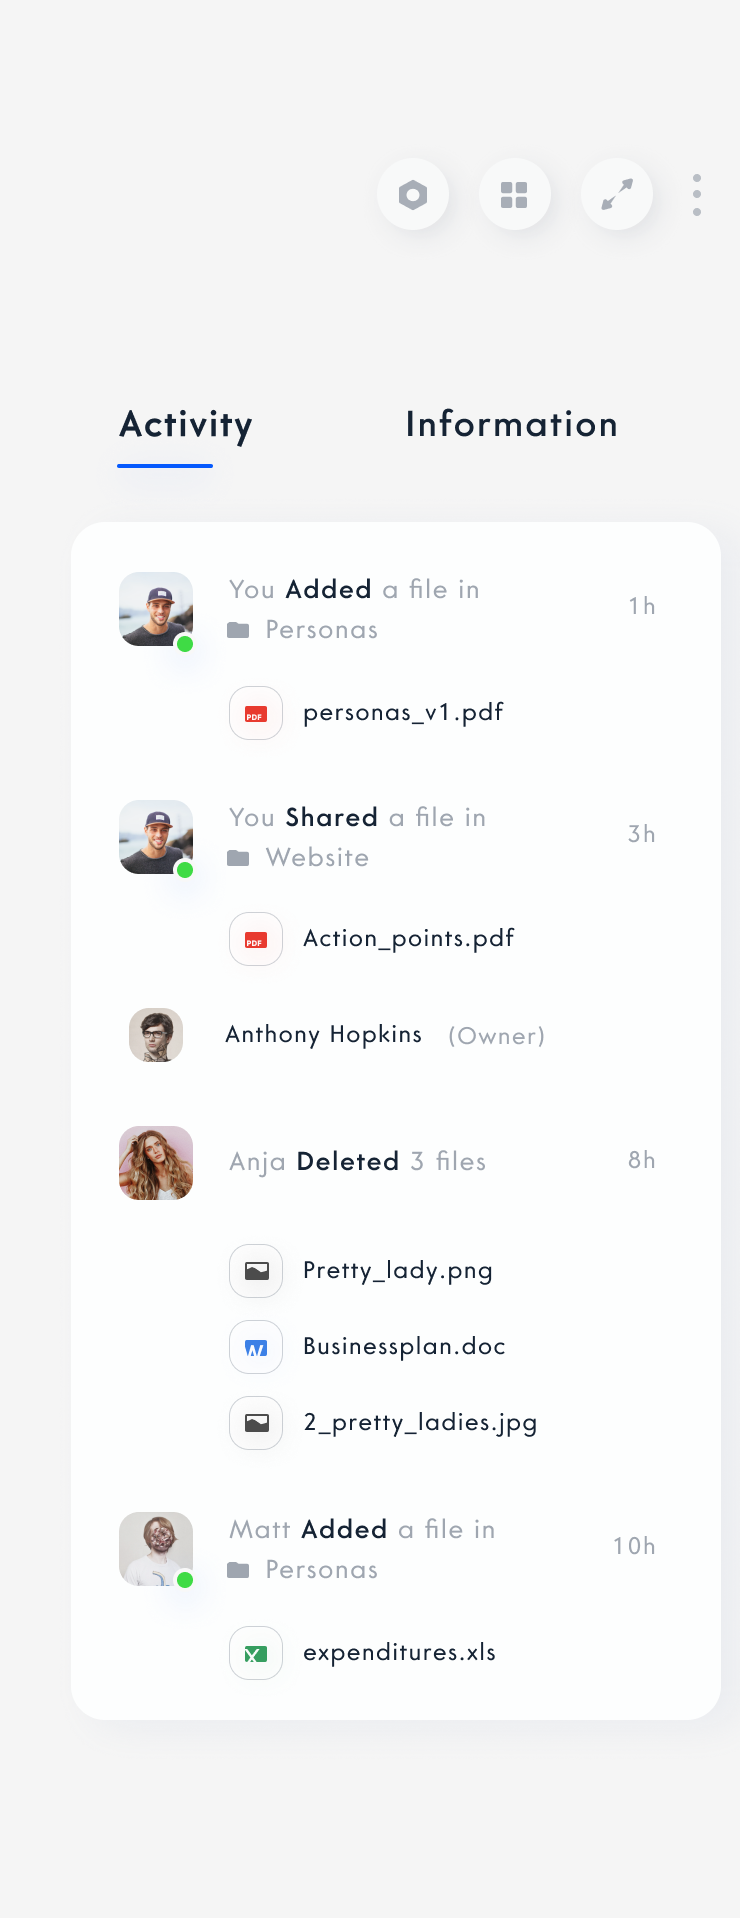 Activity Information
You Added a file in
1h
Personas
PDF personas_v1.pdf
You Shared a file in
3h
Website
PDF Action_points.pdf
Anthony Hopkins (Owner)
Anja Deleted 3 files 8h
Pretty_lady.png
W Businessplan.doc
2_pretty_ladies.jpg
Matt Added a file in
10h
Personas
X expenditures.xls